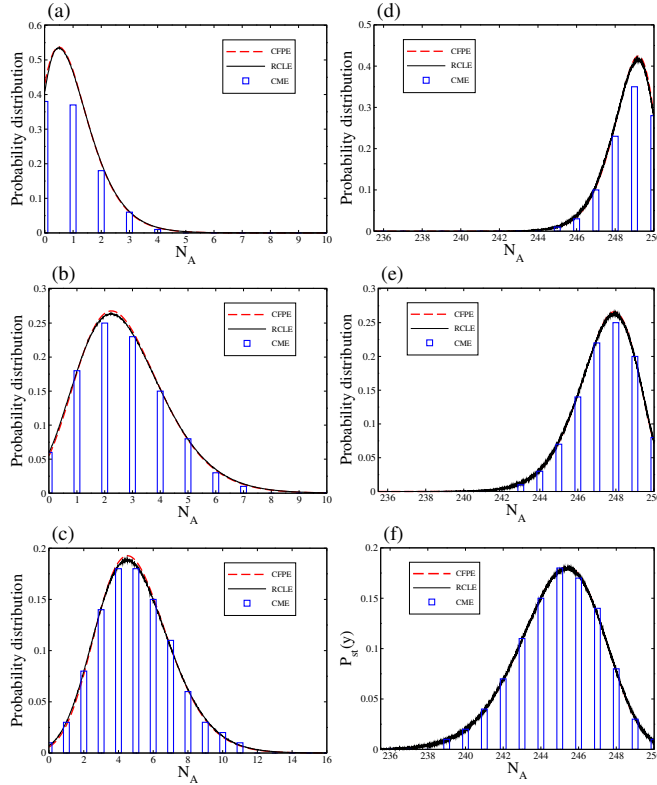 (a)
Probability distribution
0.6
0.5
0.4
0.3
0.2
0.1
0
CFPE
RCLE
CME
0 1 2 3 4 5 6 7 8 9 10
N_A
(d)
Probability distribution
0.5
0.4
0.3
0.2
0.1
0
CFPE
RCLE
CME
236 238 240 242 244 246 248 250
N_A
(b)
Probability distribution
0.3
0.25
0.2
0.15
0.1
0.05
0
CFPE
RCLE
CME
0 1 2 3 4 5 6 7 8 9 10
N_A
(e)
Probability distribution
0.3
0.25
0.2
0.15
0.1
0.05
0
CFPE
RCLE
CME
236 238 240 242 244 246 248 250
N_A
(c)
Probability distribution
0.2
0.15
0.1
0.05
0
CFPE
RCLE
CME
0 2 4 6 8 10 12 14 16
N_A
(f)
P_st(y)
0.2
0.15
0.1
0.05
0
CFPE
RCLE
CME
236 238 240 242 244 246 248 250
N_A